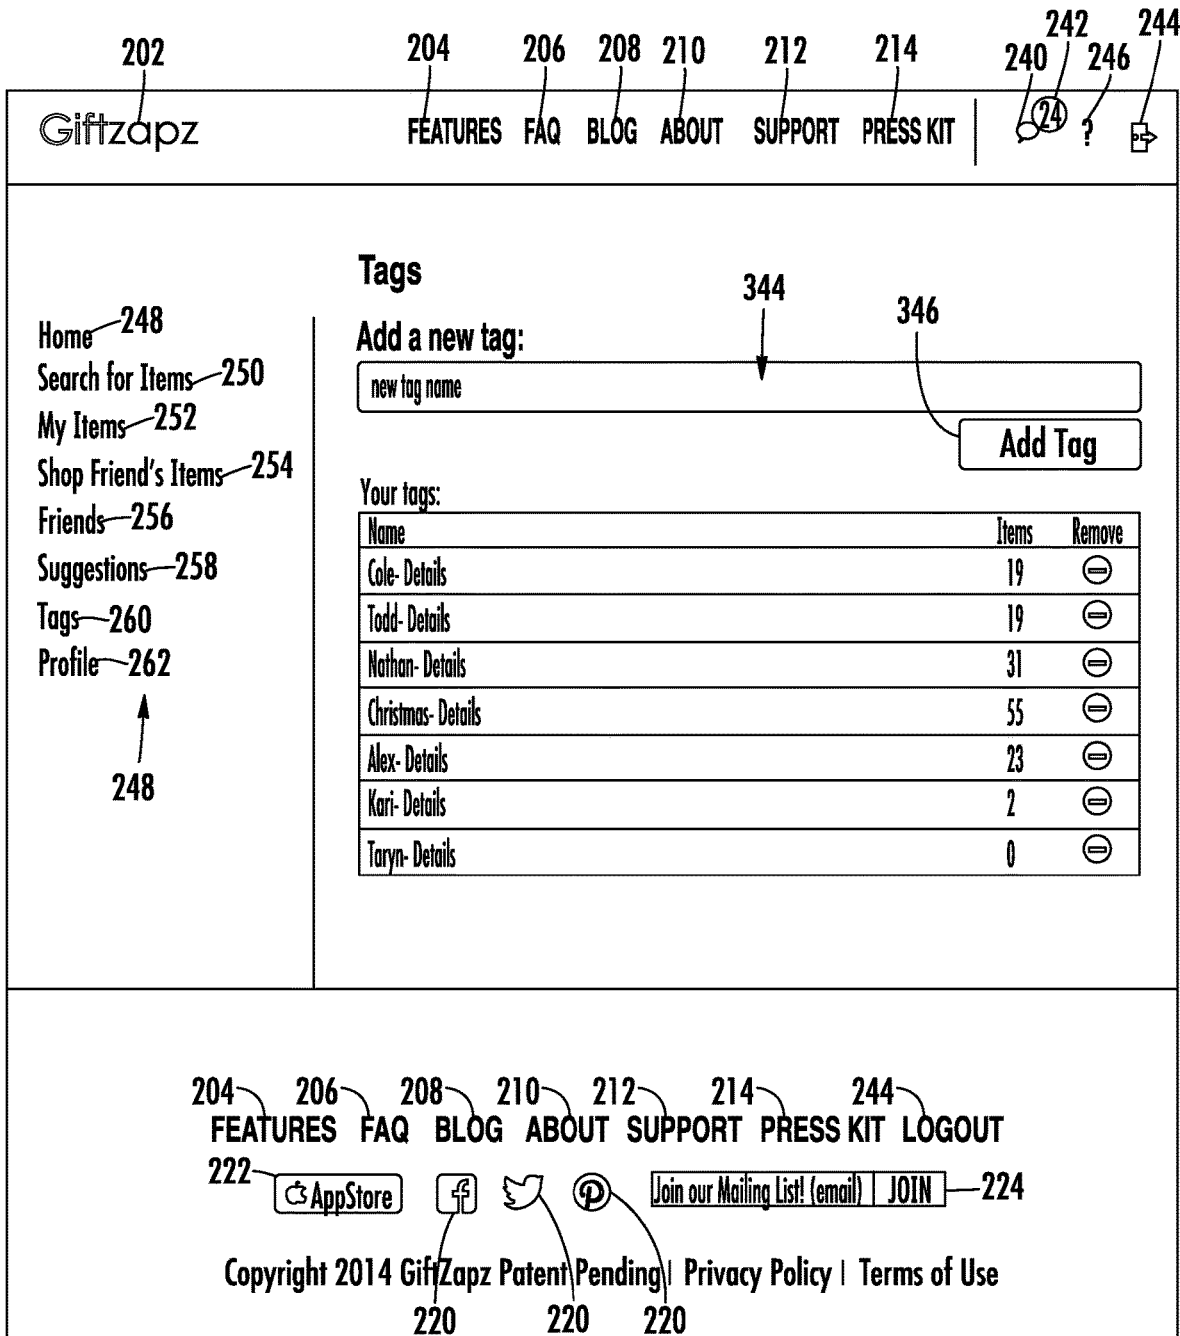 242 244
202 204 206 208 210 212 214 240 246
Giftzapz FEATURES FAQ BLOG ABOUT SUPPORT PRESS KIT 24 ?
Tags
344
346
Home 248
Add a new tag:
Search for Items 250
new tag name
My Items 252
Add Tag
Shop Friend's Items 254
Your tags:
Friends 256
Name Items Remove
Suggestions 258
Cole- Details 19
Tags 260
Todd- Details 19
Profile 262
Nathan- Details 31
Christmas- Details 55
248
Alex- Details 23
Kari- Details 2
Taryn- Details 0
204 206 208 210 212 214 244
FEATURES FAQ BLOG ABOUT SUPPORT PRESS KIT LOGOUT
222 AppStore f P Join our Mailing List! (email) JOIN 224
Copyright 2014 GiftZapz Patent Pending | Privacy Policy | Terms of Use
220 220 220